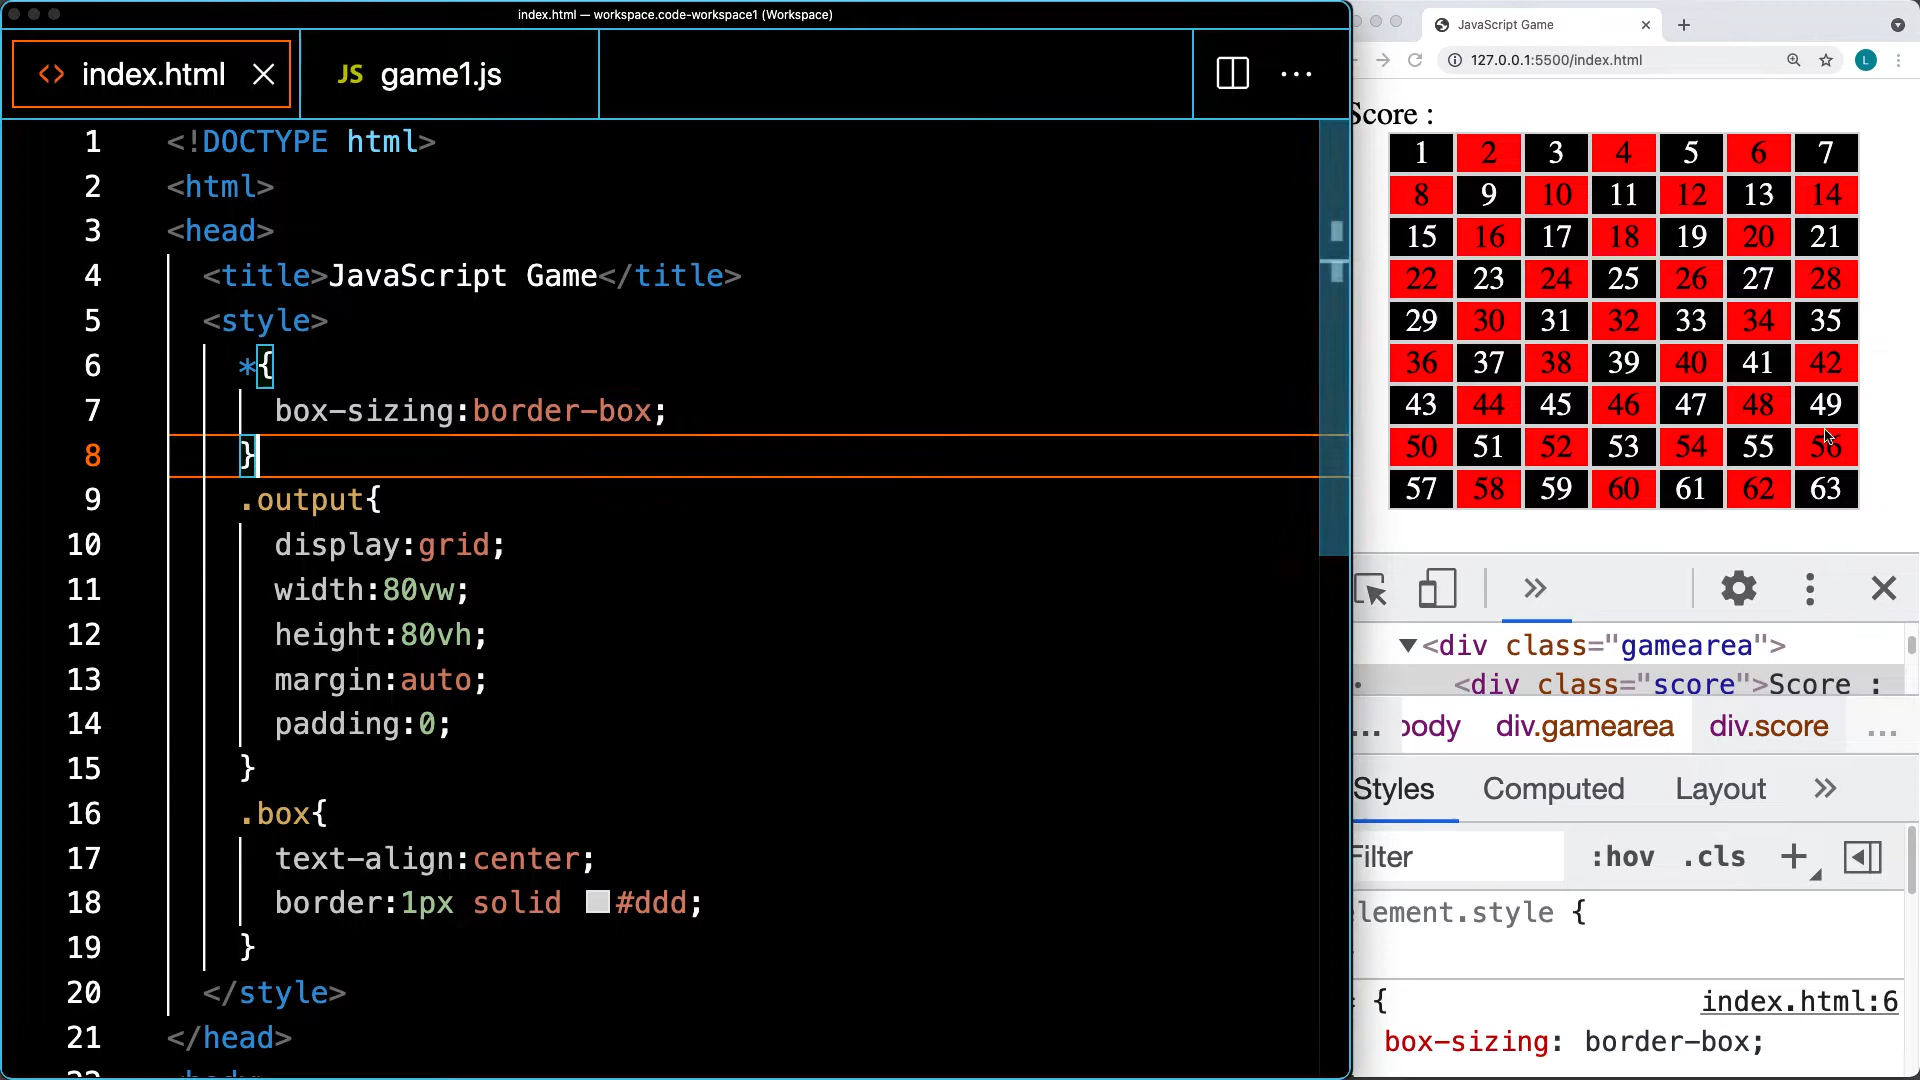 index.html — workspace.code-workspace1 (Workspace)
index.html
JS game1.js
1 <!DOCTYPE html>
2 <html>
3 <head>
4 <title>JavaScript Game</title>
5 <style>
6 *{
7 box-sizing:border-box;
8 }
9 .output{
10 display:grid;
11 width:80vw;
12 height:80vh;
13 margin:auto;
14 padding:0;
15 }
16 .box{
17 text-align:center;
18 border:1px solid #ddd;
19 }
20 </style>
21 </head>
JavaScript Game
127.0.0.1:5500/index.html
L
Score :
1 2 3 4 5 6 7
8 9 10 11 12 13 14
15 16 17 18 19 20 21
22 23 24 25 26 27 28
29 30 31 32 33 34 35
36 37 38 39 40 41 42
43 44 45 46 47 48 49
50 51 52 53 54 55 56
57 58 59 60 61 62 63
<div class="gamearea">
<div class="score">Score :
... body div.gamearea div.score ...
Styles Computed Layout
Filter :hov .cls
element.style {
{ index.html:6
box-sizing: border-box;